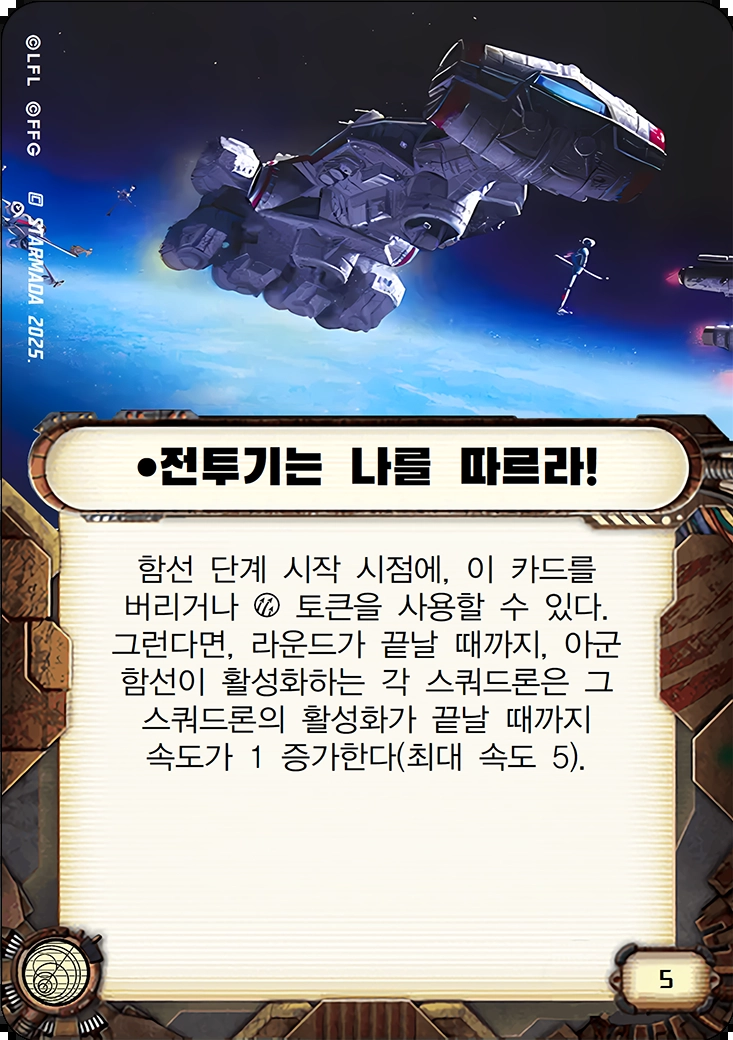 ©LFL ©FFG STARMADA 2025.
•전투기는 나를 따르라!
함선 단계 시작 시점에, 이 카드를
버리거나 토큰을 사용할 수 있다.
그런다면, 라운드가 끝날 때까지, 아군
함선이 활성화하는 각 스쿼드론은 그
스쿼드론의 활성화가 끝날 때까지
속도가 1 증가한다(최대 속도 5).
5